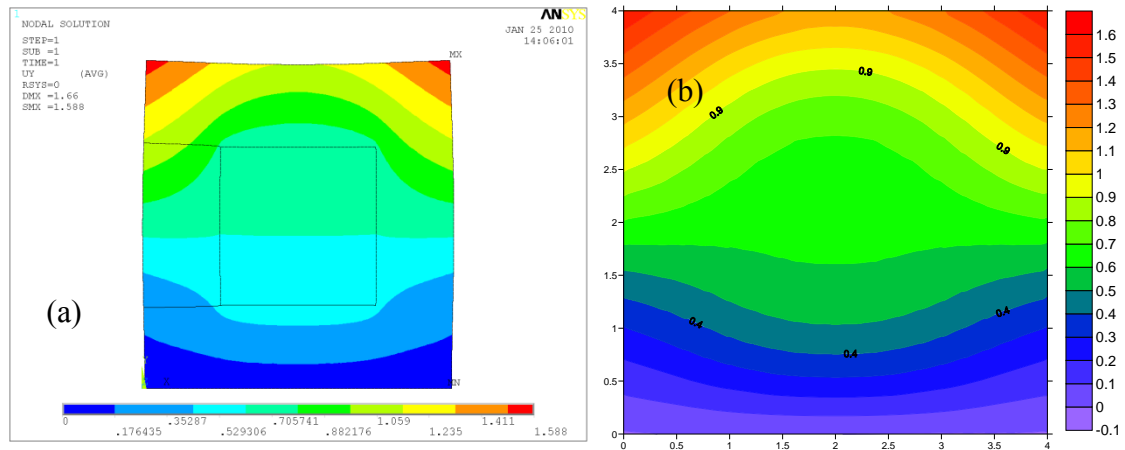 1
NODAL SOLUTION
STEP=1
SUB =1
TIME=1
UY (AVG)
RSYS=0
DMX =1.66
SMX =1.588
ANSYS
JAN 25 2010
14:06:01
MX
(a)
Y
0 .35287 .705741 1.059 1.411
.176435 .529306 .882176 1.235 1.588
(b)
4
3.5
3
2.5
2
1.5
1
0.5
0
0 0.5 1 1.5 2 2.5 3 3.5 4
0.9
0.9
0.9
0.4
0.4
0.4
1.6
1.4
1.3
1.2
1.1
1
0.9
0.8
0.7
0.6
0.5
0.4
0.3
0.2
0.1
0
-0.1